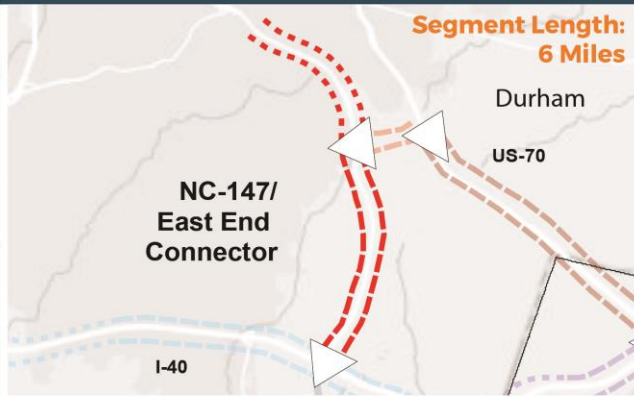 Segment Length:
6 Miles
Durham
US-70
NC-147/
East End
Connector
I-40